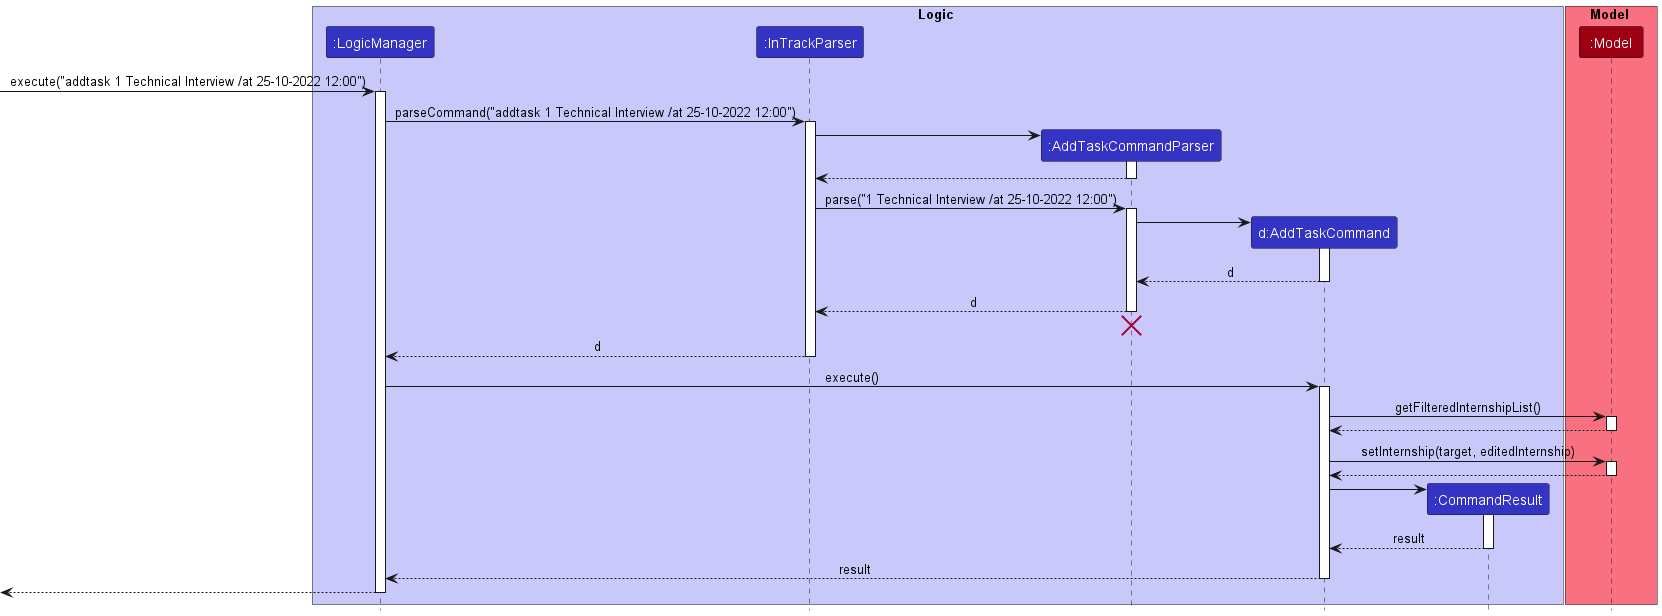 Logic
Model
:LogicManager
:InTrackParser
:Model
execute("addtask 1 Technical Interview /at 25-10-2022 12:00")
parseCommand("addtask 1 Technical Interview /at 25-10-2022 12:00")
:AddTaskCommandParser
parse("1 Technical Interview /at 25-10-2022 12:00")
d:AddTaskCommand
d
d
d
execute()
getFilteredInternshipList()
setInternship(target, editedInternship)
:CommandResult
result
result